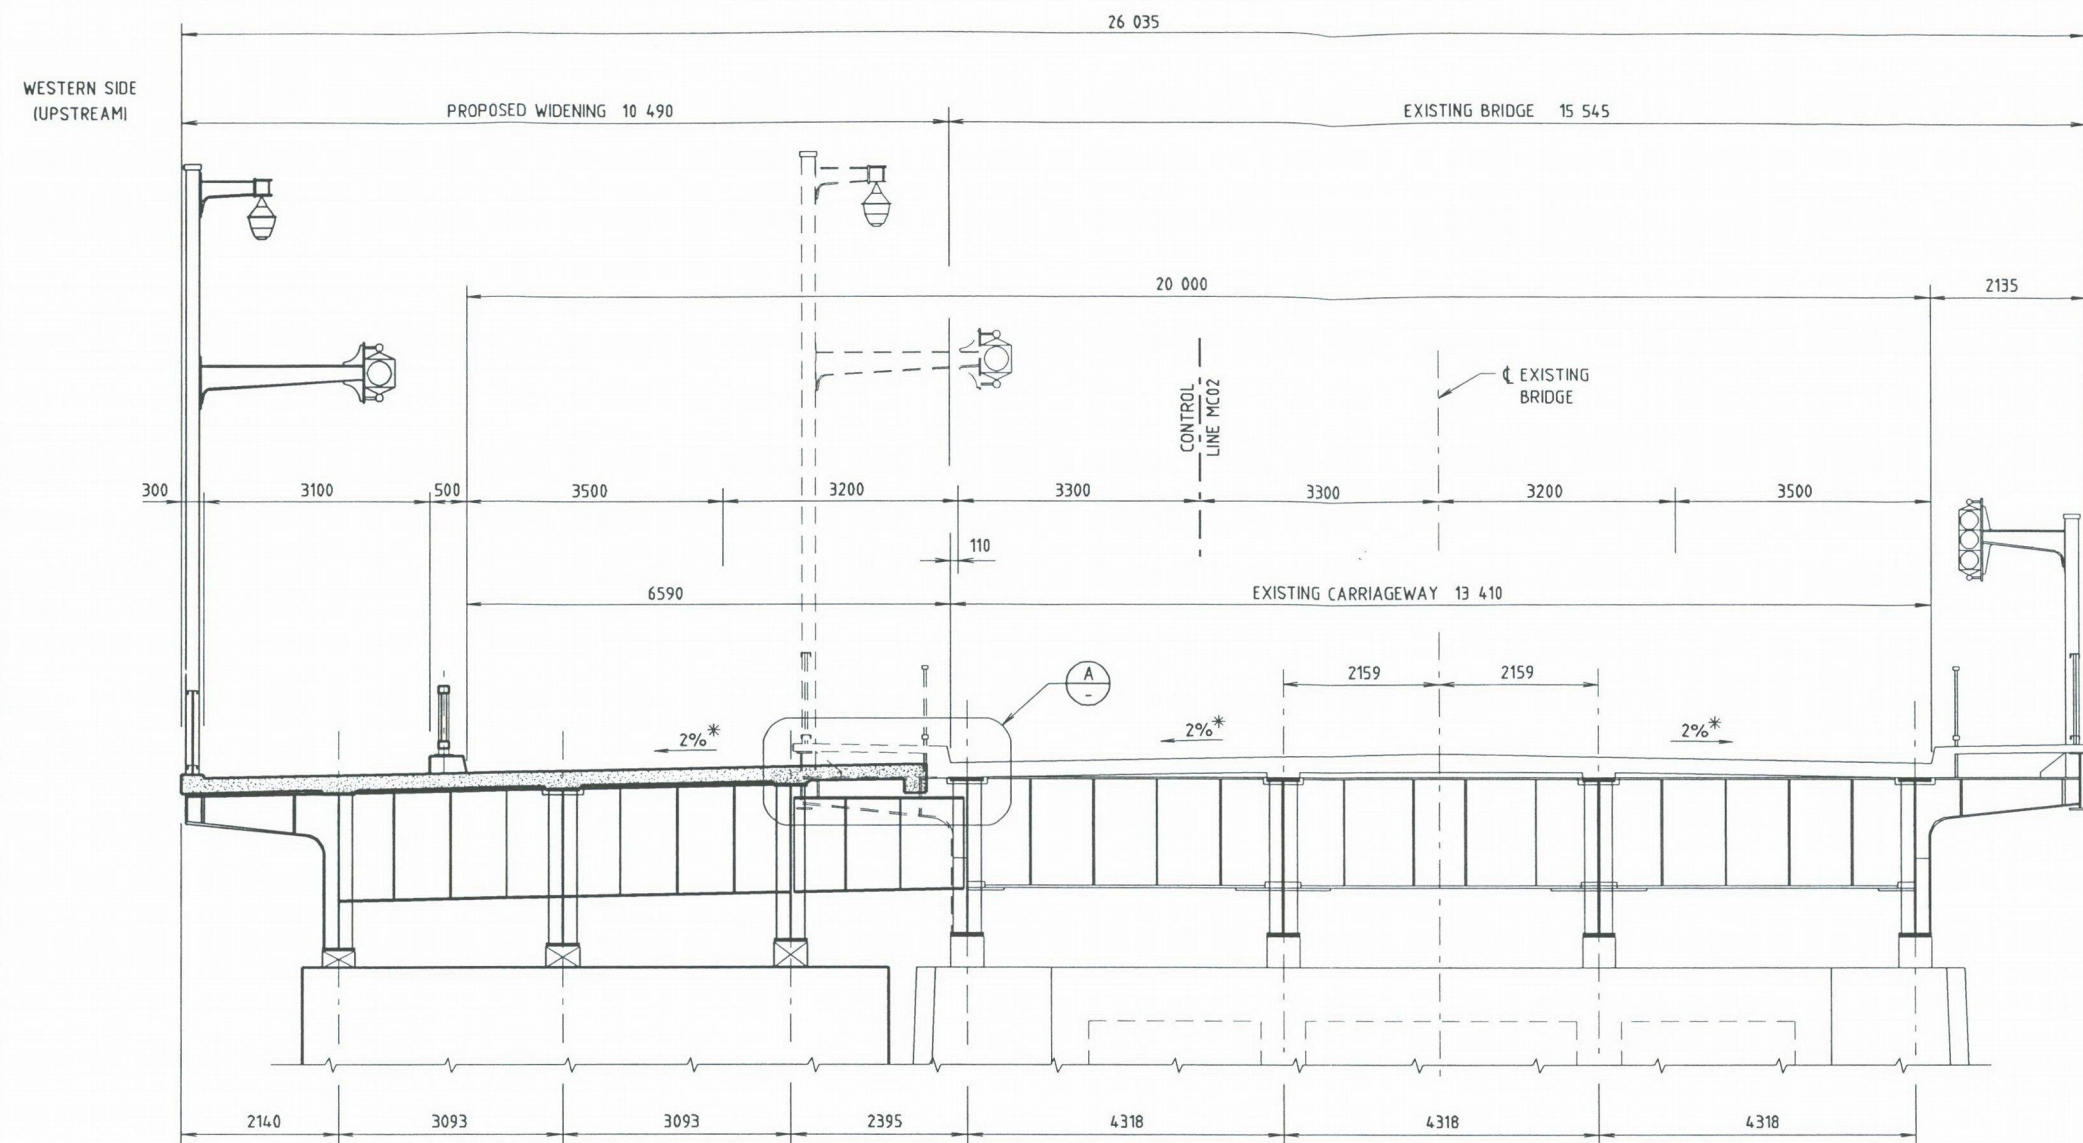 26 035
WESTERN SIDE
(UPSTREAM)
PROPOSED WIDENING 10 490
EXISTING BRIDGE 15 545
20 000
2135
℄ EXISTING
BRIDGE
CONTROL
LINE MC02
300
3100
500
3500
3200
3300
3300
3200
3500
110
6590
EXISTING CARRIAGEWAY 13 410
A
-
2159
2159
2%*
2%*
2%*
2140
3093
3093
2395
4318
4318
4318